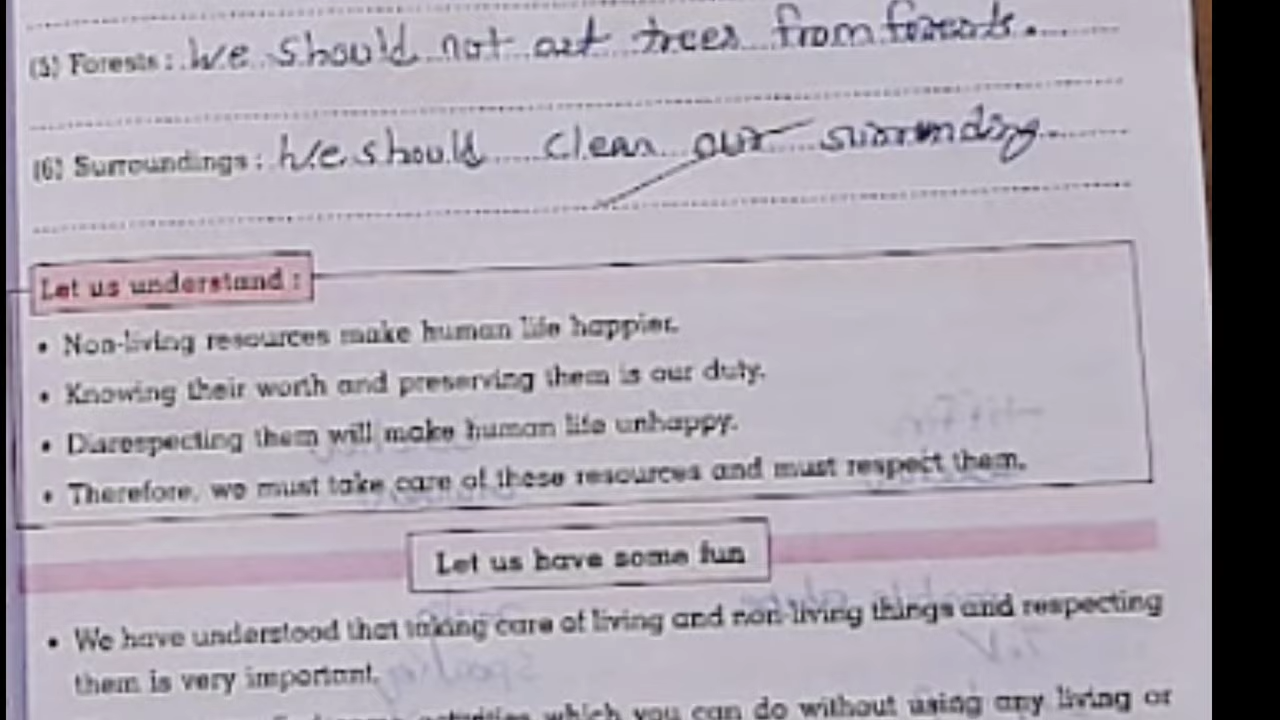 (5) Forests : We should not cut trees from forests.
(6) Surroundings : We should clean our surrunding.
Let us understand :
• Non-living resources make human life happier.
• Knowing their worth and preserving them is our duty.
• Disrespecting them will make human life unhappy.
• Therefore, we must take care of these resources and must respect them.
Let us have some fun
• We have understood that taking care of living and non-living things and respecting
them is very important.
activities which you can do without using any living or